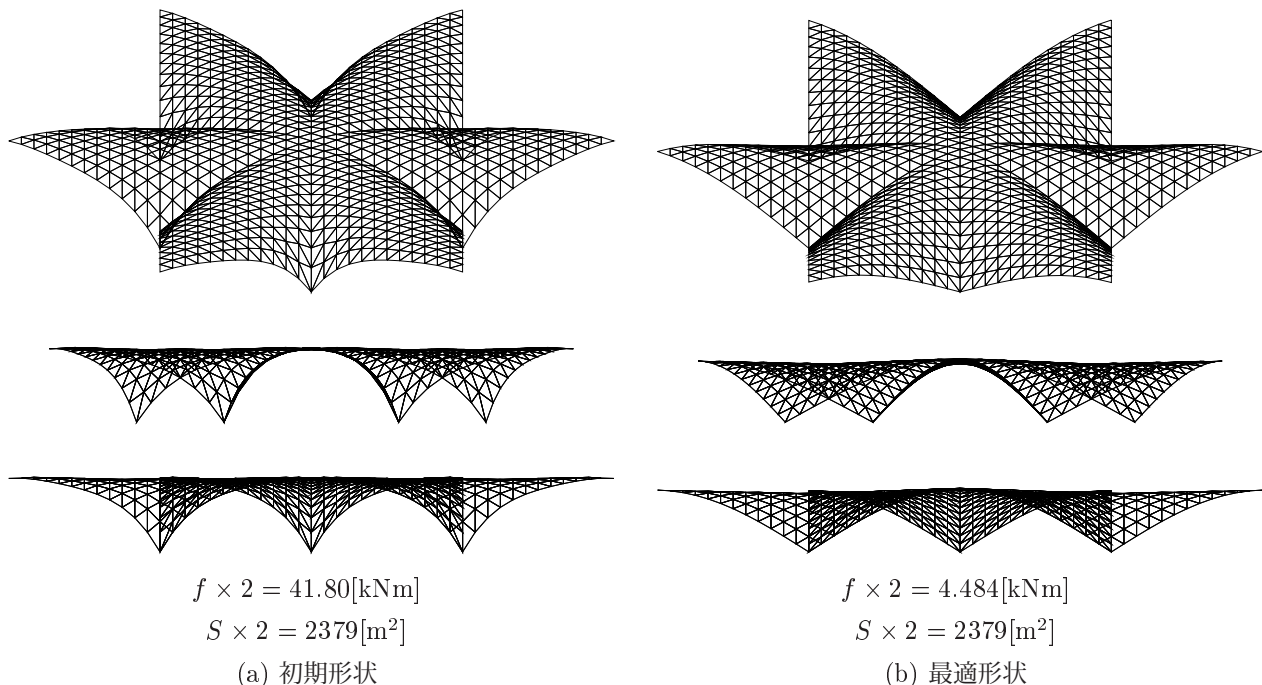 f × 2 = 41.80[kNm]
S × 2 = 2379[m²]
(a) 初期形状
f × 2 = 4.484[kNm]
S × 2 = 2379[m²]
(b) 最適形状